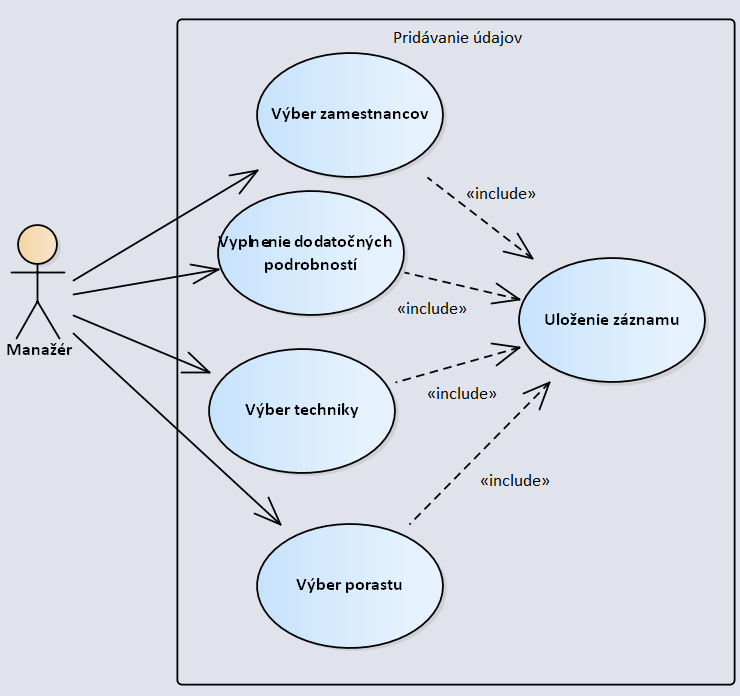 Pridávanie údajov
Výber zamestnancov
«include»
Vyplnenie dodatočných
podrobností
«include»
Uloženie záznamu
Manažér
Výber techniky
«include»
«include»
Výber porastu